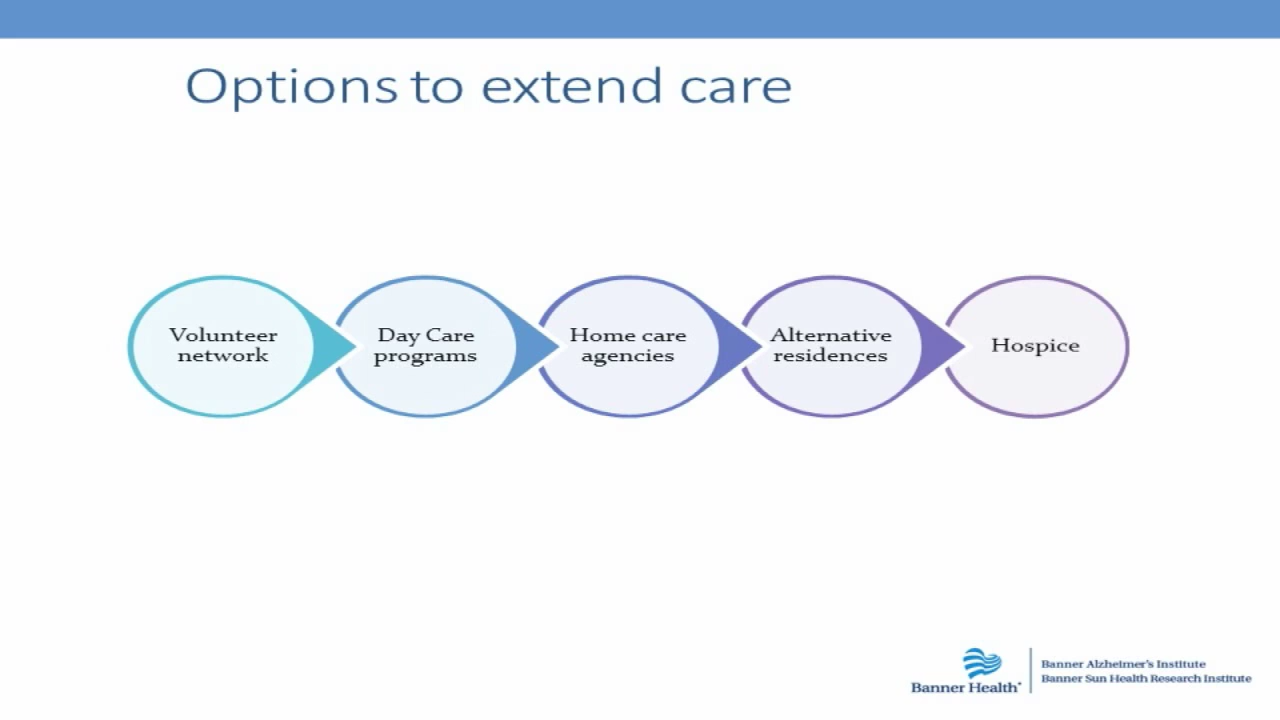 Options to extend care
Volunteer
network
Day Care
programs
Home care
agencies
Alternative
residences
Hospice
Banner Health®
Banner Alzheimer's Institute
Banner Sun Health Research Institute